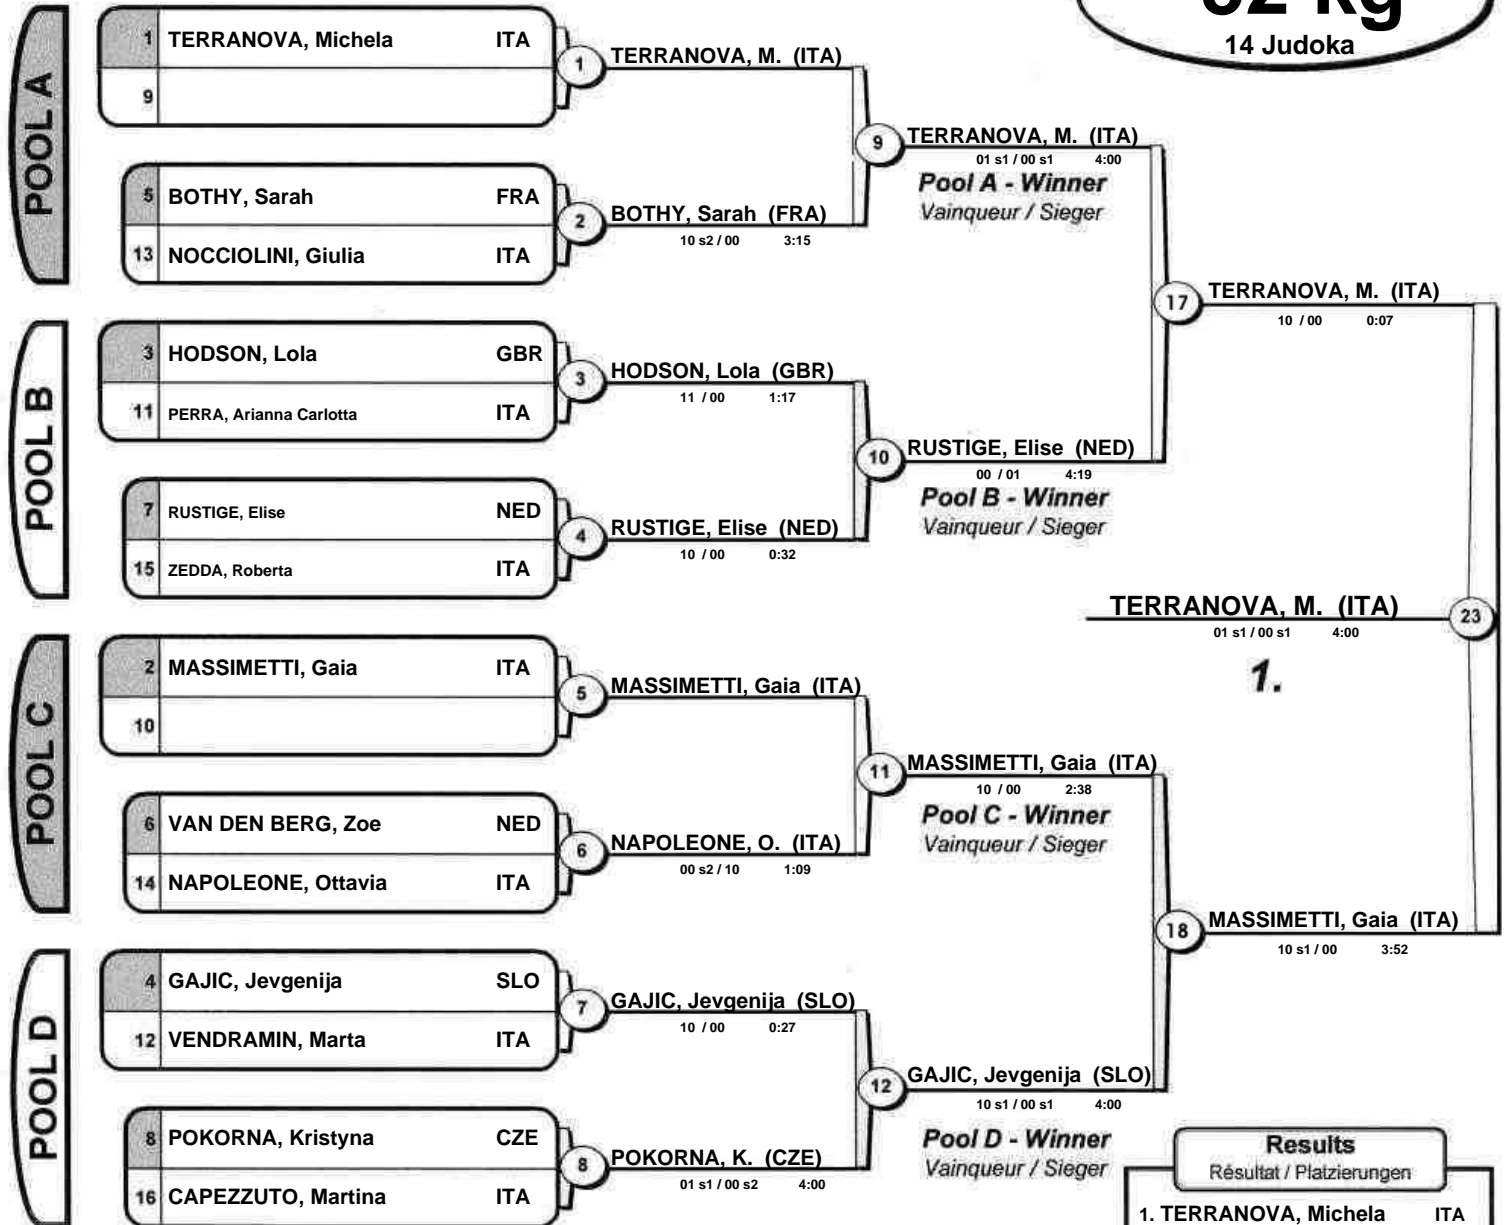 kg
14 Judoka
POOL A
1 TERRANOVA, Michela ITA
9
1
TERRANOVA, M. (ITA)
5 BOTHY, Sarah FRA
13 NOCCIOLINI, Giulia ITA
2
BOTHY, Sarah (FRA)
10 s2 / 00 3:15
9
TERRANOVA, M. (ITA)
01 s1 / 00 s1 4:00
Pool A - Winner
Vainqueur / Sieger
POOL B
3 HODSON, Lola GBR
11 PERRA, Arianna Carlotta ITA
3
HODSON, Lola (GBR)
11 / 00 1:17
7 RUSTIGE, Elise NED
15 ZEDDA, Roberta ITA
4
RUSTIGE, Elise (NED)
10 / 00 0:32
10
RUSTIGE, Elise (NED)
00 / 01 4:19
Pool B - Winner
Vainqueur / Sieger
17
TERRANOVA, M. (ITA)
10 / 00 0:07
TERRANOVA, M. (ITA)
23
01 s1 / 00 s1 4:00
1.
POOL C
2 MASSIMETTI, Gaia ITA
10
5
MASSIMETTI, Gaia (ITA)
6 VAN DEN BERG, Zoe NED
14 NAPOLEONE, Ottavia ITA
6
NAPOLEONE, O. (ITA)
00 s2 / 10 1:09
11
MASSIMETTI, Gaia (ITA)
10 / 00 2:38
Pool C - Winner
Vainqueur / Sieger
POOL D
4 GAJIC, Jevgenija SLO
12 VENDRAMIN, Marta ITA
7
GAJIC, Jevgenija (SLO)
10 / 00 0:27
8 POKORNA, Kristyna CZE
16 CAPEZZUTO, Martina ITA
8
POKORNA, K. (CZE)
01 s1 / 00 s2 4:00
12
GAJIC, Jevgenija (SLO)
10 s1 / 00 s1 4:00
Pool D - Winner
Vainqueur / Sieger
18
MASSIMETTI, Gaia (ITA)
10 s1 / 00 3:52
Results
Résultat / Platzierungen
1. TERRANOVA, Michela ITA